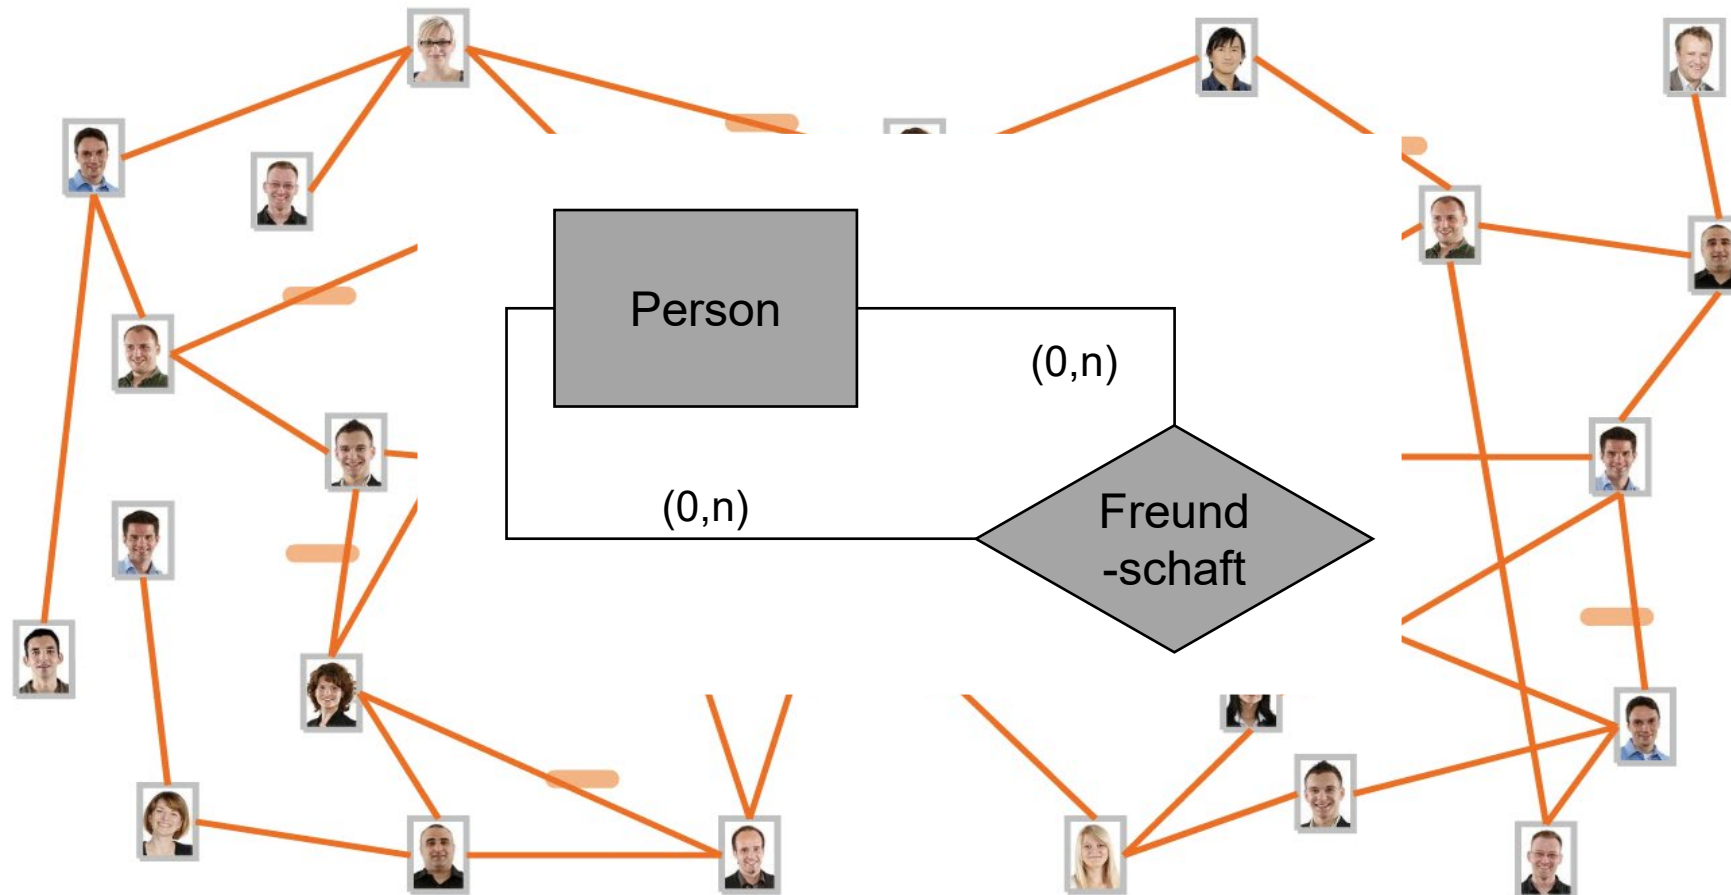 Person
(0,n)
(0,n)
Freund
-schaft